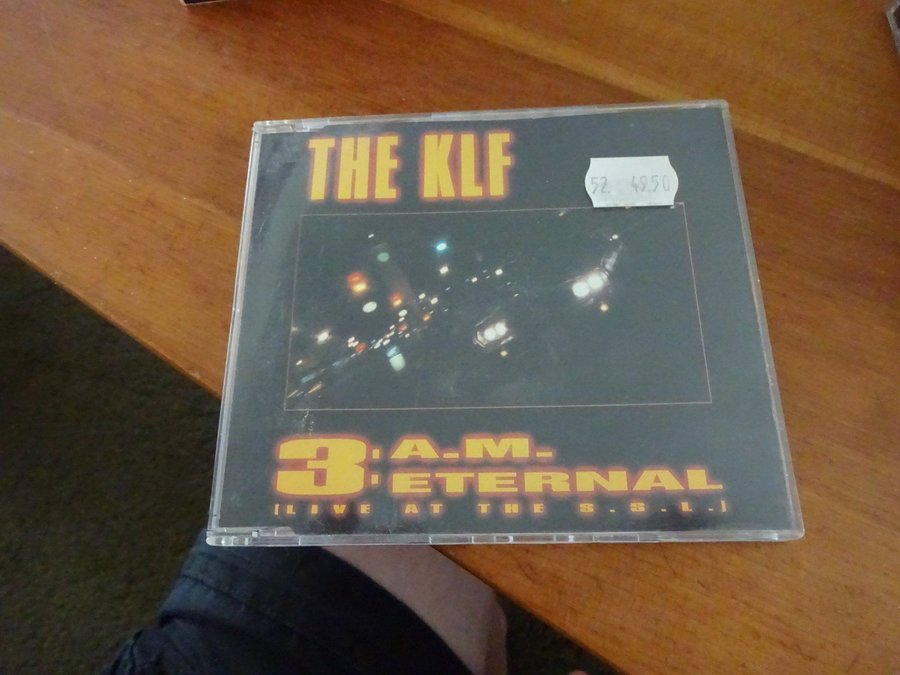 THE KLF
52 49.50
3: A.M.
ETERNAL
[LIVE AT THE S.S.L.]